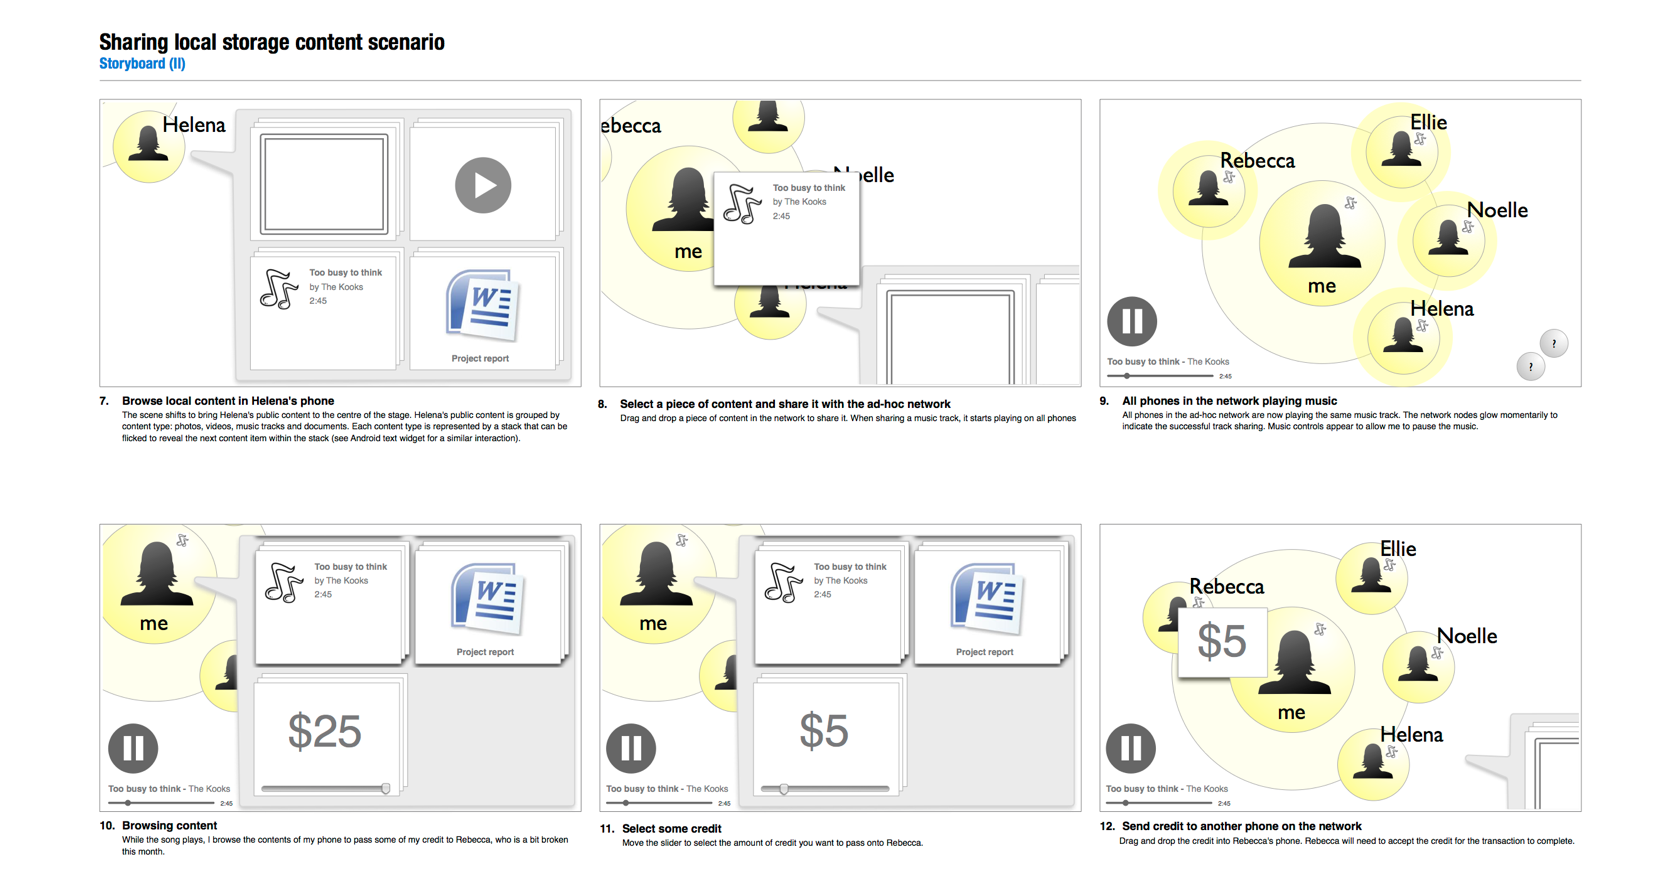 Sharing local storage content scenario
Storyboard (II)
Helena
Too busy to think
by The Kooks
2:45
Project report
7. Browse local content in Helena's phone
The scene shifts to bring Helena's public content to the centre of the stage. Helena's public content is grouped by
content type: photos, videos, music tracks and documents. Each content type is represented by a stack that can be
flicked to reveal the next content item within the stack (see Android text widget for a similar interaction).
ebecca
Noelle
Too busy to think
by The Kooks
2:45
me
Helena
8. Select a piece of content and share it with the ad-hoc network
Drag and drop a piece of content in the network to share it. When sharing a music track, it starts playing on all phones
Ellie
Rebecca
Noelle
me
Helena
Too busy to think - The Kooks
2:45
?
?
9. All phones in the network playing music
All phones in the ad-hoc network are now playing the same music track. The network nodes glow momentarily to
indicate the successful track sharing. Music controls appear to allow me to pause the music.
Too busy to think
by The Kooks
2:45
me
Project report
$25
Too busy to think - The Kooks
2:45
10. Browsing content
While the song plays, I browse the contents of my phone to pass some of my credit to Rebecca, who is a bit broken
this month.
Too busy to think
by The Kooks
2:45
me
Project report
$5
Too busy to think - The Kooks
2:45
11. Select some credit
Move the slider to select the amount of credit you want to pass onto Rebecca.
Ellie
Rebecca
$5
Noelle
me
Helena
Too busy to think - The Kooks
2:45
12. Send credit to another phone on the network
Drag and drop the credit into Rebecca's phone. Rebecca will need to accept the credit for the transaction to complete.